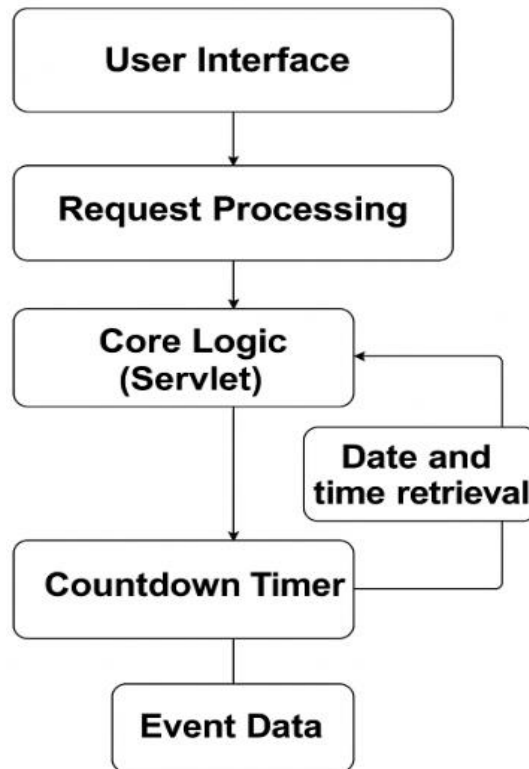 User Interface
Request Processing
Core Logic
(Servlet)
Date and
time retrieval
Countdown Timer
Event Data